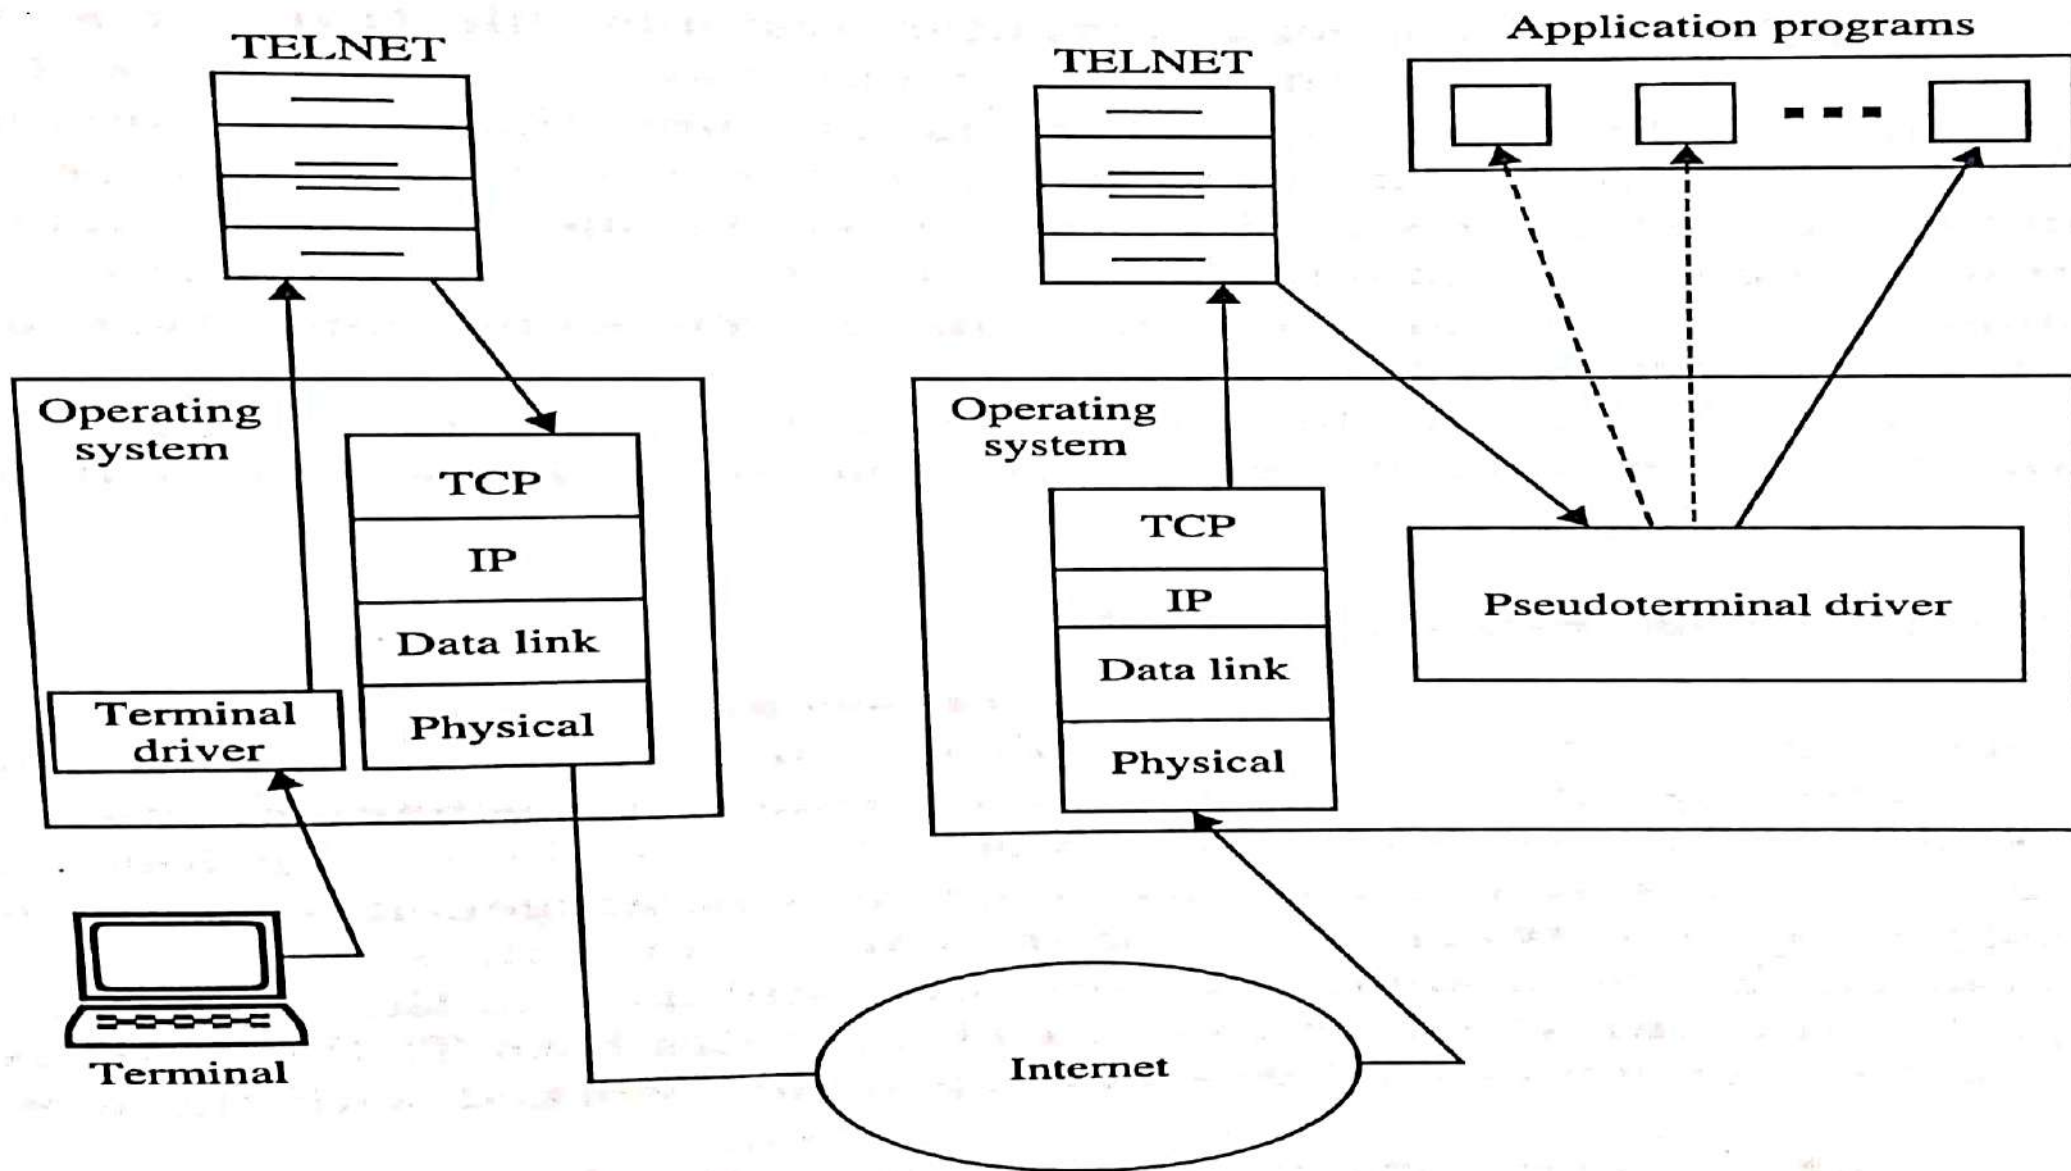 TELNET
TELNET
Application programs
Operating
system
TCP
IP
Data link
Physical
Terminal
driver
Terminal
Operating
system
TCP
IP
Data link
Physical
Pseudoterminal driver
Internet